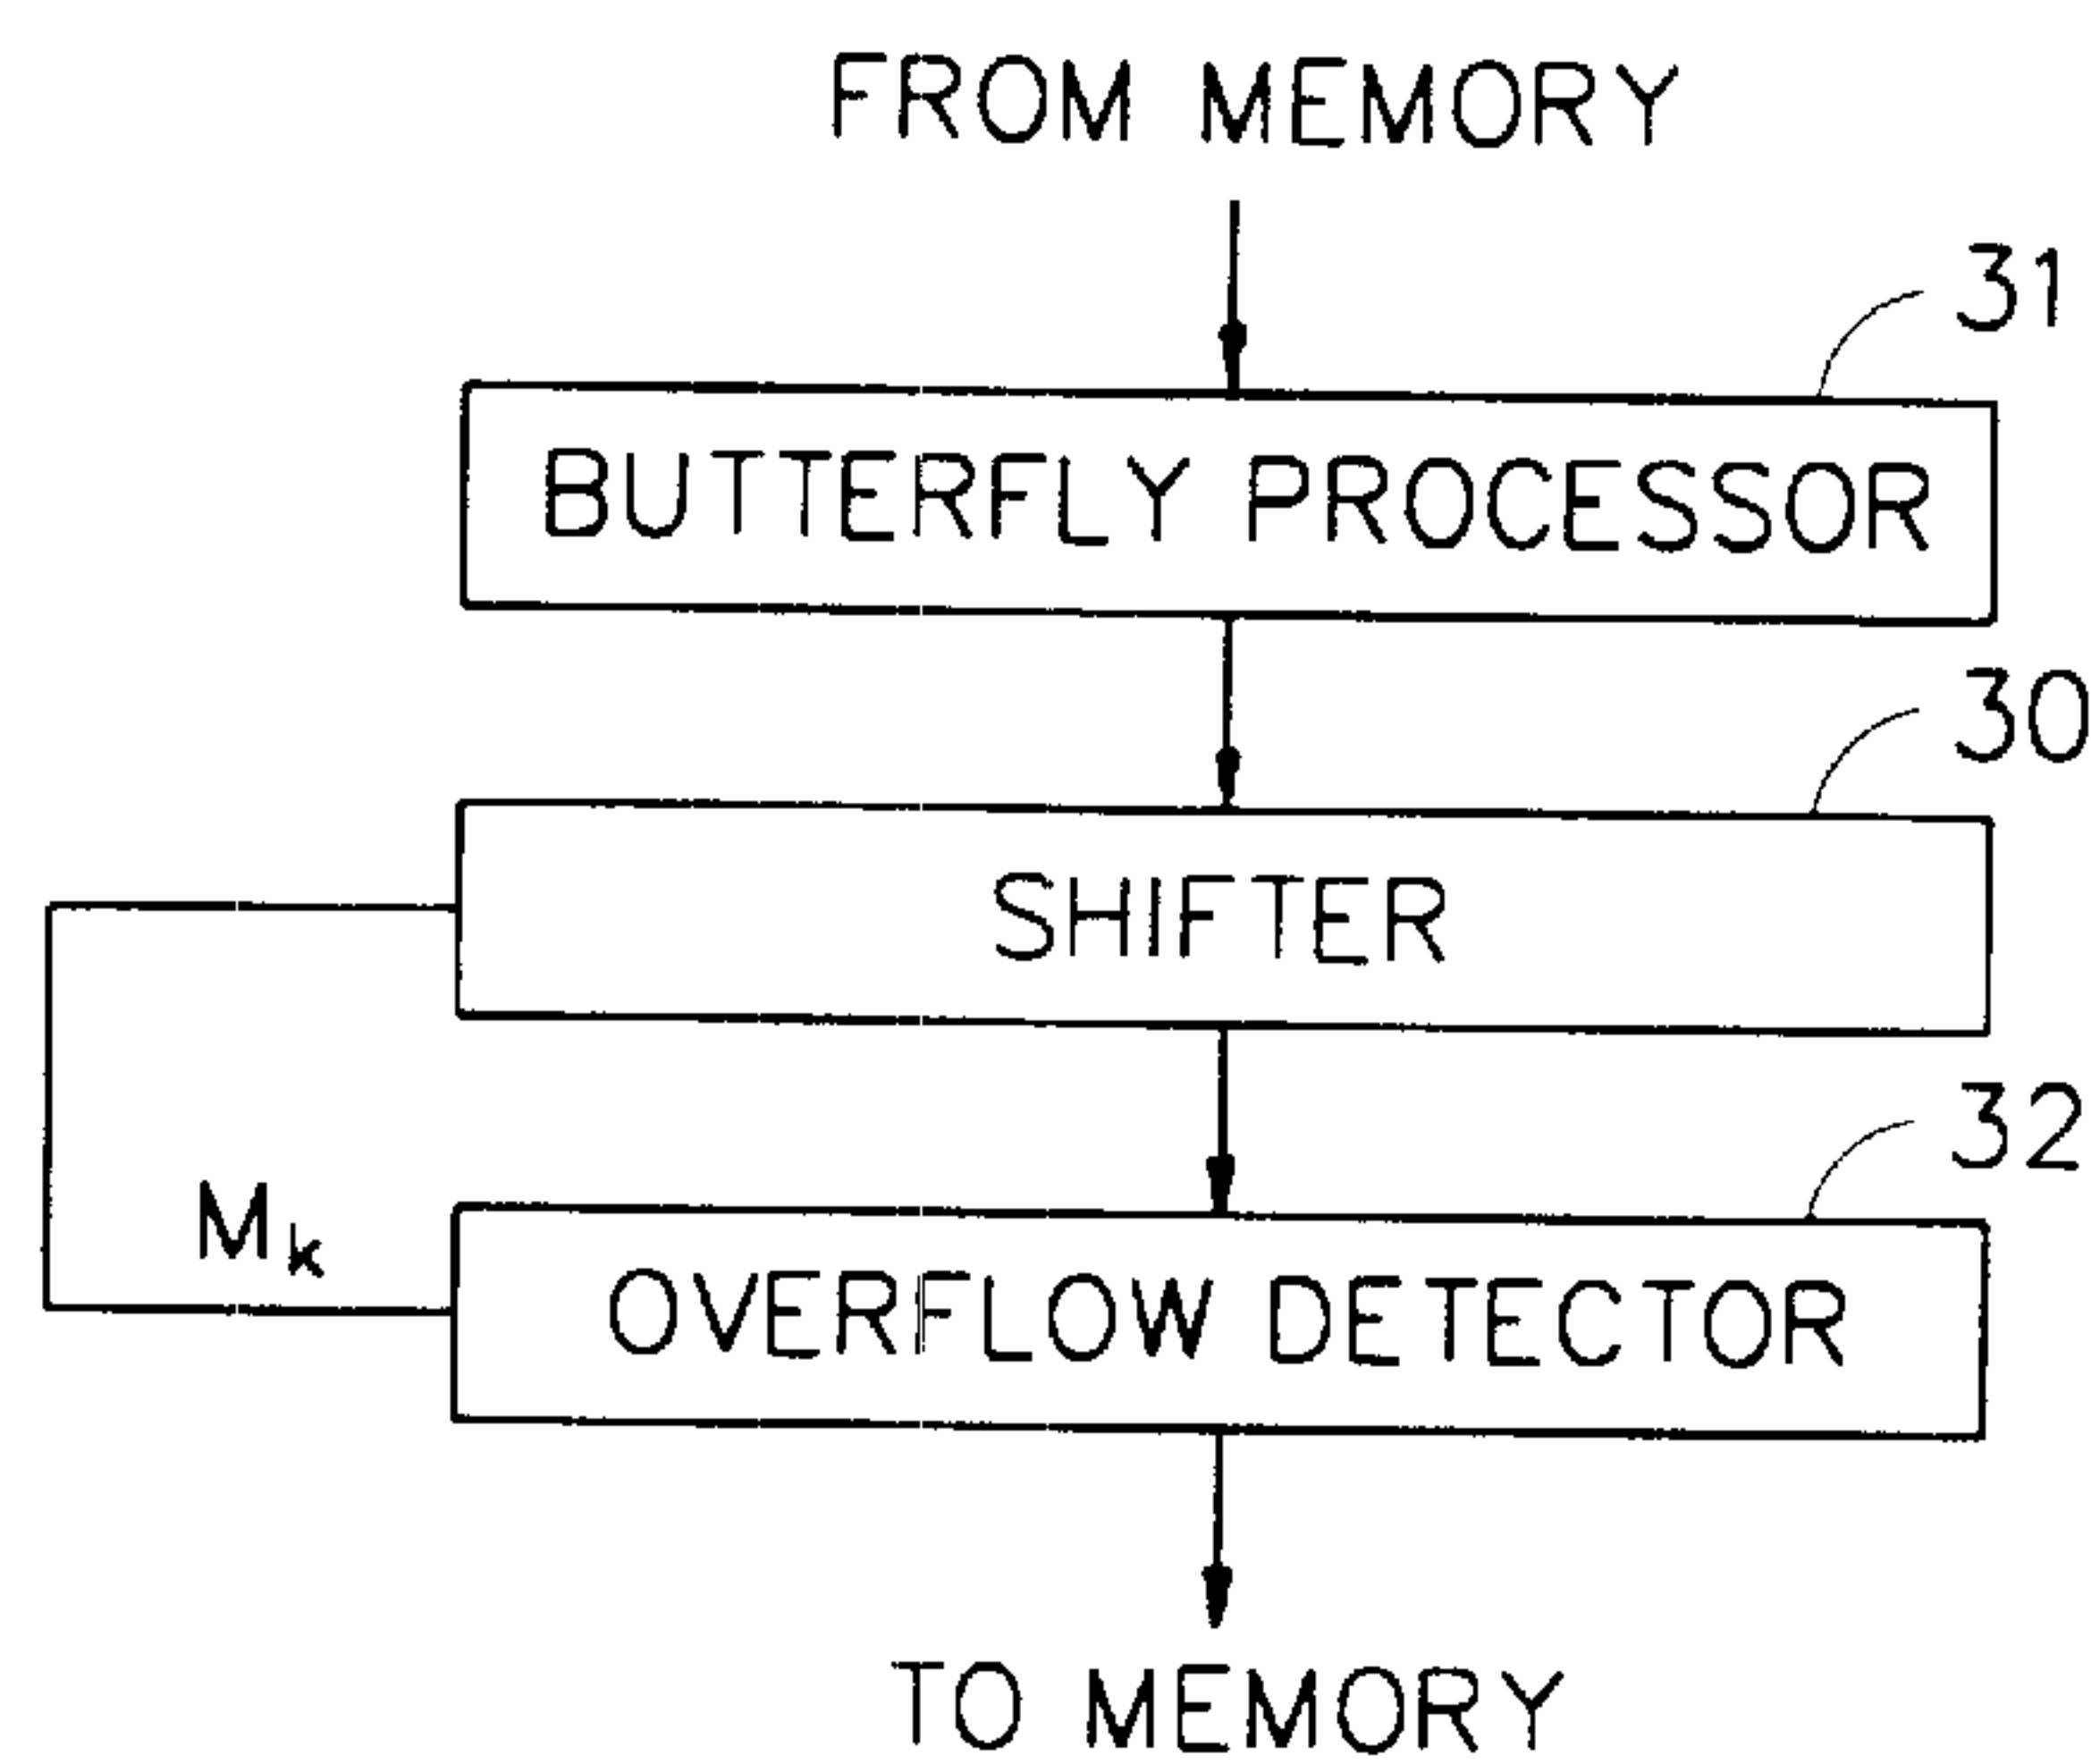 FROM MEMORY
31
BUTTERFLY PROCESSOR
30
SHIFTER
32
Mk
OVERFLOW DETECTOR
TO MEMORY